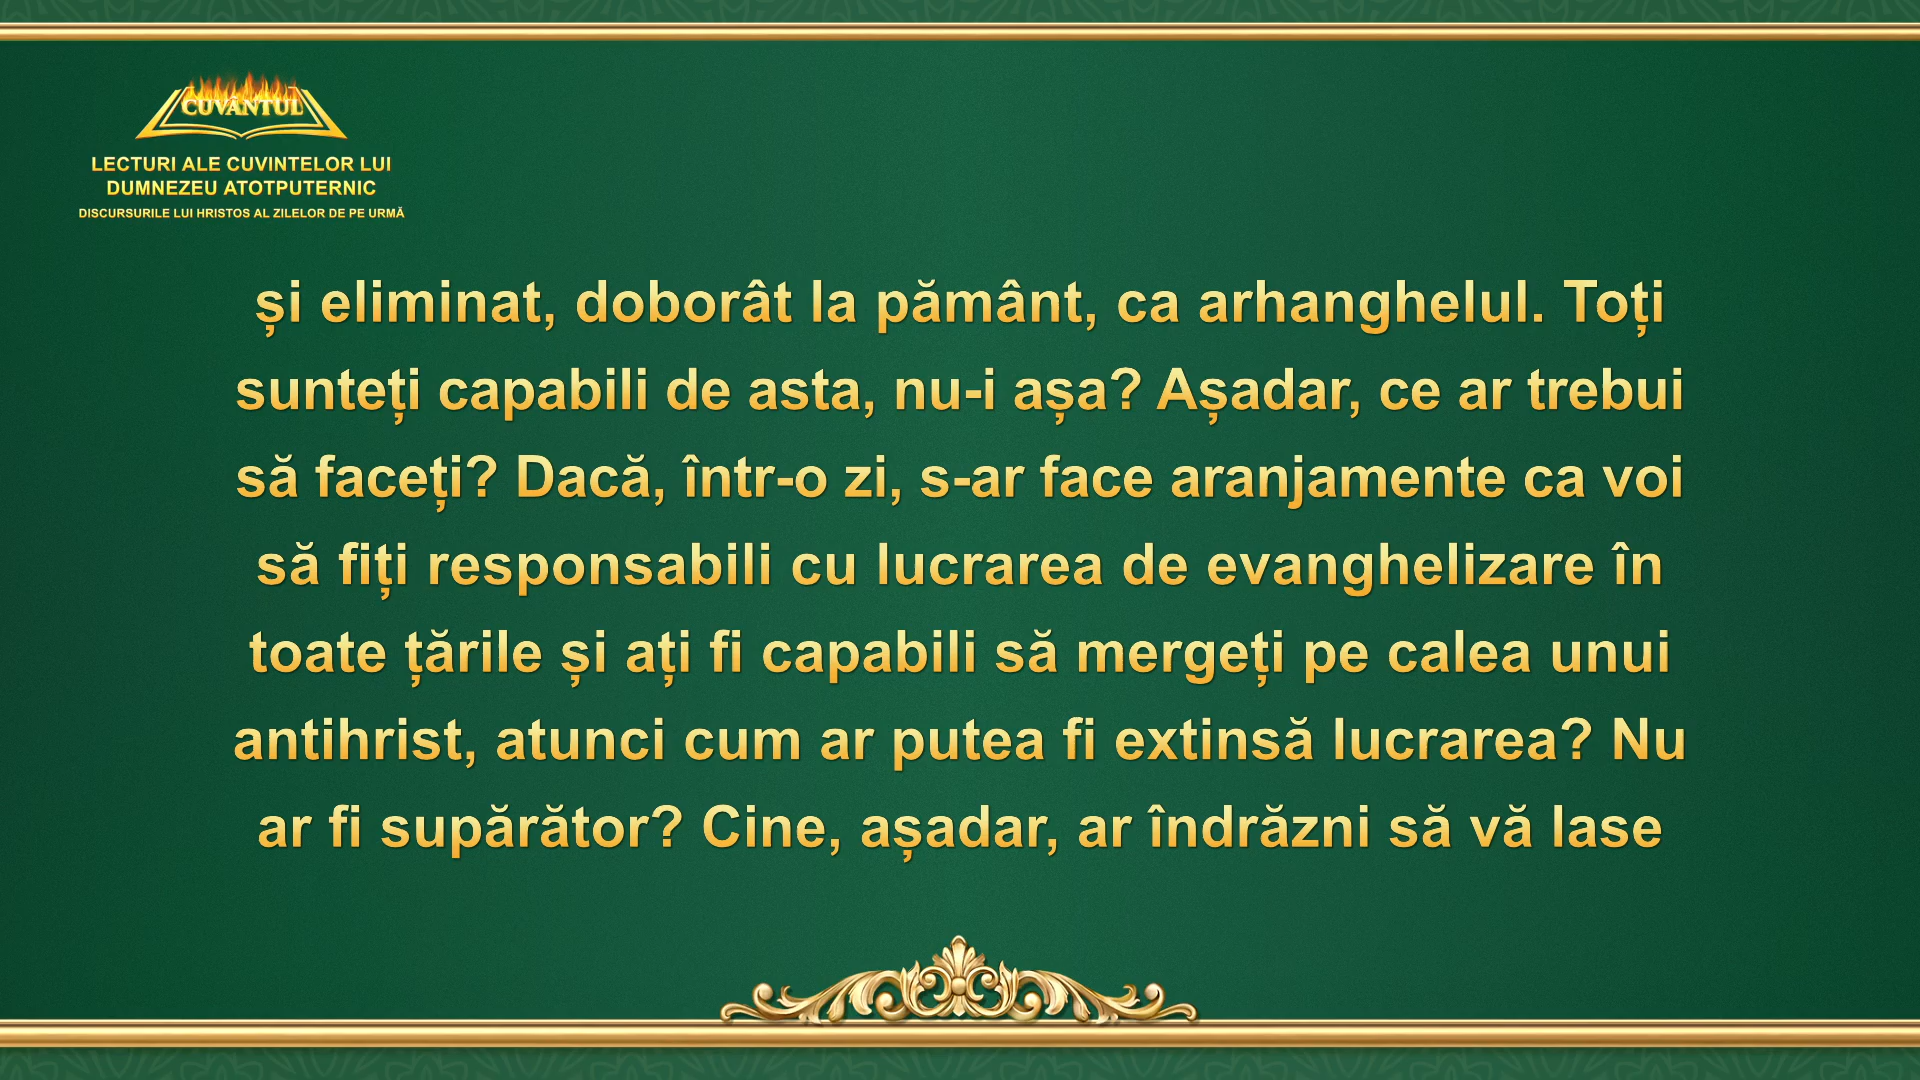 CUVÂNTUL
LECTURI ALE CUVINTELOR LUI
DUMNEZEU ATOTPUTERNIC
DISCURSURILE LUI HRISTOS AL ZILELOR DE PE URMĂ
și eliminat, doborât la pământ, ca arhanghelul. Toți
sunteți capabili de asta, nu-i așa? Așadar, ce ar trebui
să faceți? Dacă, într-o zi, s-ar face aranjamente ca voi
să fiți responsabili cu lucrarea de evanghelizare în
toate țările și ați fi capabili să mergeți pe calea unui
antihrist, atunci cum ar putea fi extinsă lucrarea? Nu
ar fi supărător? Cine, așadar, ar îndrăzni să vă lase